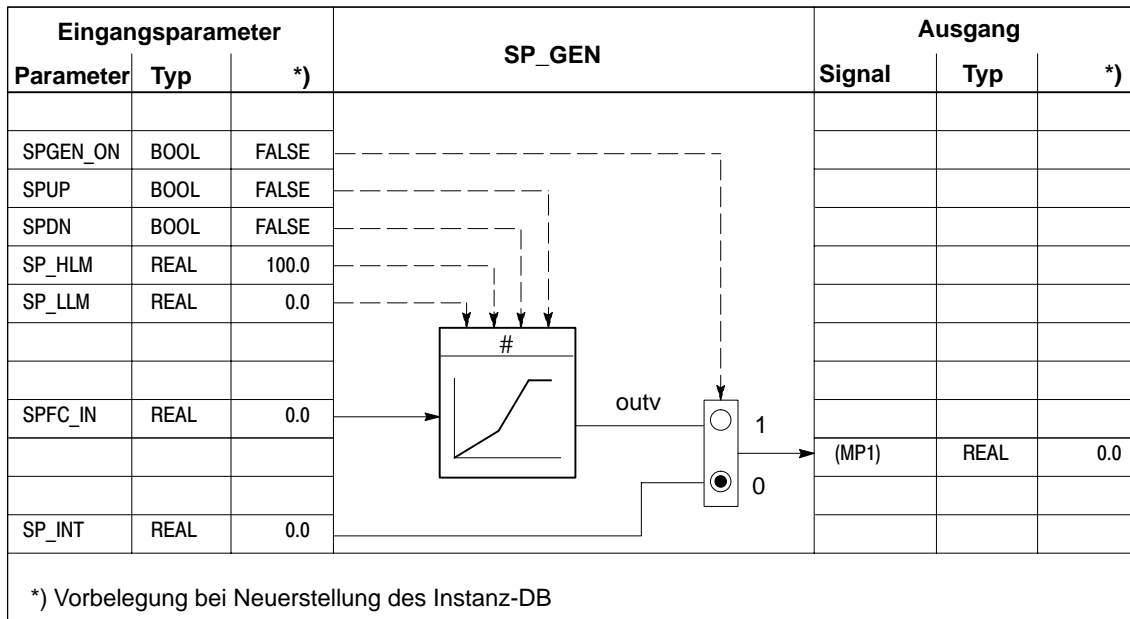 Eingangsparameter
SP_GEN
Ausgang
Parameter Typ *)
Signal Typ *)
SPGEN_ON BOOL FALSE
SPUP BOOL FALSE
SPDN BOOL FALSE
SP_HLM REAL 100.0
SP_LLM REAL 0.0
#
SPFC_IN REAL 0.0
outv
1
(MP1) REAL 0.0
0
SP_INT REAL 0.0
*) Vorbelegung bei Neuerstellung des Instanz-DB